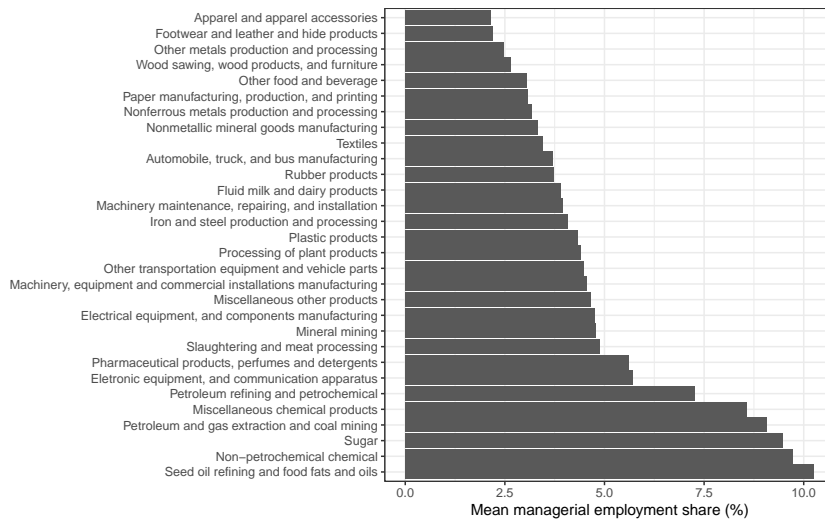 Apparel and apparel accessories
Footwear and leather and hide products
Other metals production and processing
Wood sawing, wood products, and furniture
Other food and beverage
Paper manufacturing, production, and printing
Nonferrous metals production and processing
Nonmetallic mineral goods manufacturing
Textiles
Automobile, truck, and bus manufacturing
Rubber products
Fluid milk and dairy products
Machinery maintenance, repairing, and installation
Iron and steel production and processing
Plastic products
Processing of plant products
Other transportation equipment and vehicle parts
Machinery, equipment and commercial installations manufacturing
Miscellaneous other products
Electrical equipment, and components manufacturing
Mineral mining
Slaughtering and meat processing
Pharmaceutical products, perfumes and detergents
Eletronic equipment, and communication apparatus
Petroleum refining and petrochemical
Miscellaneous chemical products
Petroleum and gas extraction and coal mining
Sugar
Non−petrochemical chemical
Seed oil refining and food fats and oils
0.0 2.5 5.0 7.5 10.0
Mean managerial employment share (%)